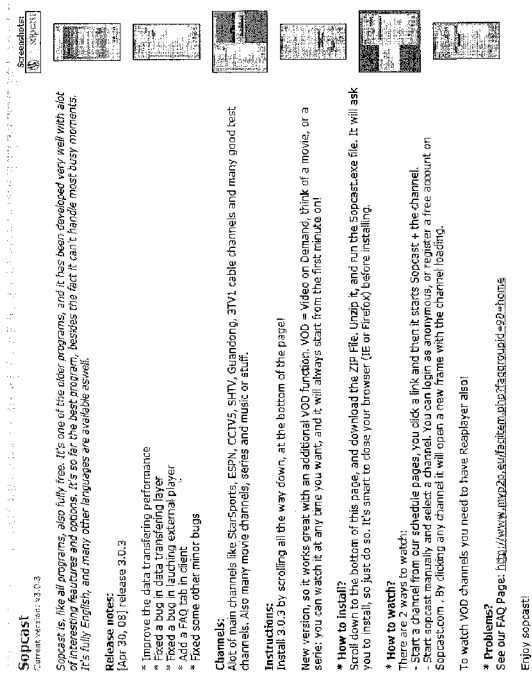 Sopcast
Current version: v3.0.3
Sopcast is, like all programs, also fully free. It's one of the older programs, and it has been developed very well with alot
of interesting feautures and options. It's so far the best program, besides the fact it can't handle most busy moments.
It's fully English, and many other languages are available aswell.
Release notes:
[Apr 30, 08] release 3.0.3
* Improve the data transfering performance
* Fixed a bug in data transfering layer
* Fixed a bug in lauching external player
* Add a FAQ tab in client
* Fixed some other minor bugs
Channels:
Alot of main channels like StarSports, ESPN, CCTV5, SHTV, Guandong, 3TV1 cable channels and many good test
channels. Also many movie channels, series and music or stuff.
Instructions:
Install 3.0.3 by scrolling all the way down, at the bottom of the page!
New version, so it works great with an additional VOD function. VOD = Video on Demand, think of a movie, or a
serie: you can watch it at any time you want, and it will always start from the first minute on!
* How to install?
Scroll down to the bottom of this page, and download the ZIP File. Unzip it, and run the Sopcast.exe file. It will ask
you to install, so just do so. It's smart to close your browser (IE or Firefox) before installing.
* How to watch?
There are 2 ways to watch:
- Start a channel from our schedule pages, you click a link and then it starts Sopcast + the channel.
- Start sopcast manually and select a channel. You can login as anonymous, or register a free account on
Sopcast.com . By clicking any channel it will open a new frame with the channel loading.
To watch VOD channels you need to have Reaplayer also!
* Problems?
See our FAQ Page: http://www.myp2p.eu/faqitem.php?faqgroupid=9&=home
Enjoy sopcast!
Screenshots:
sopcast